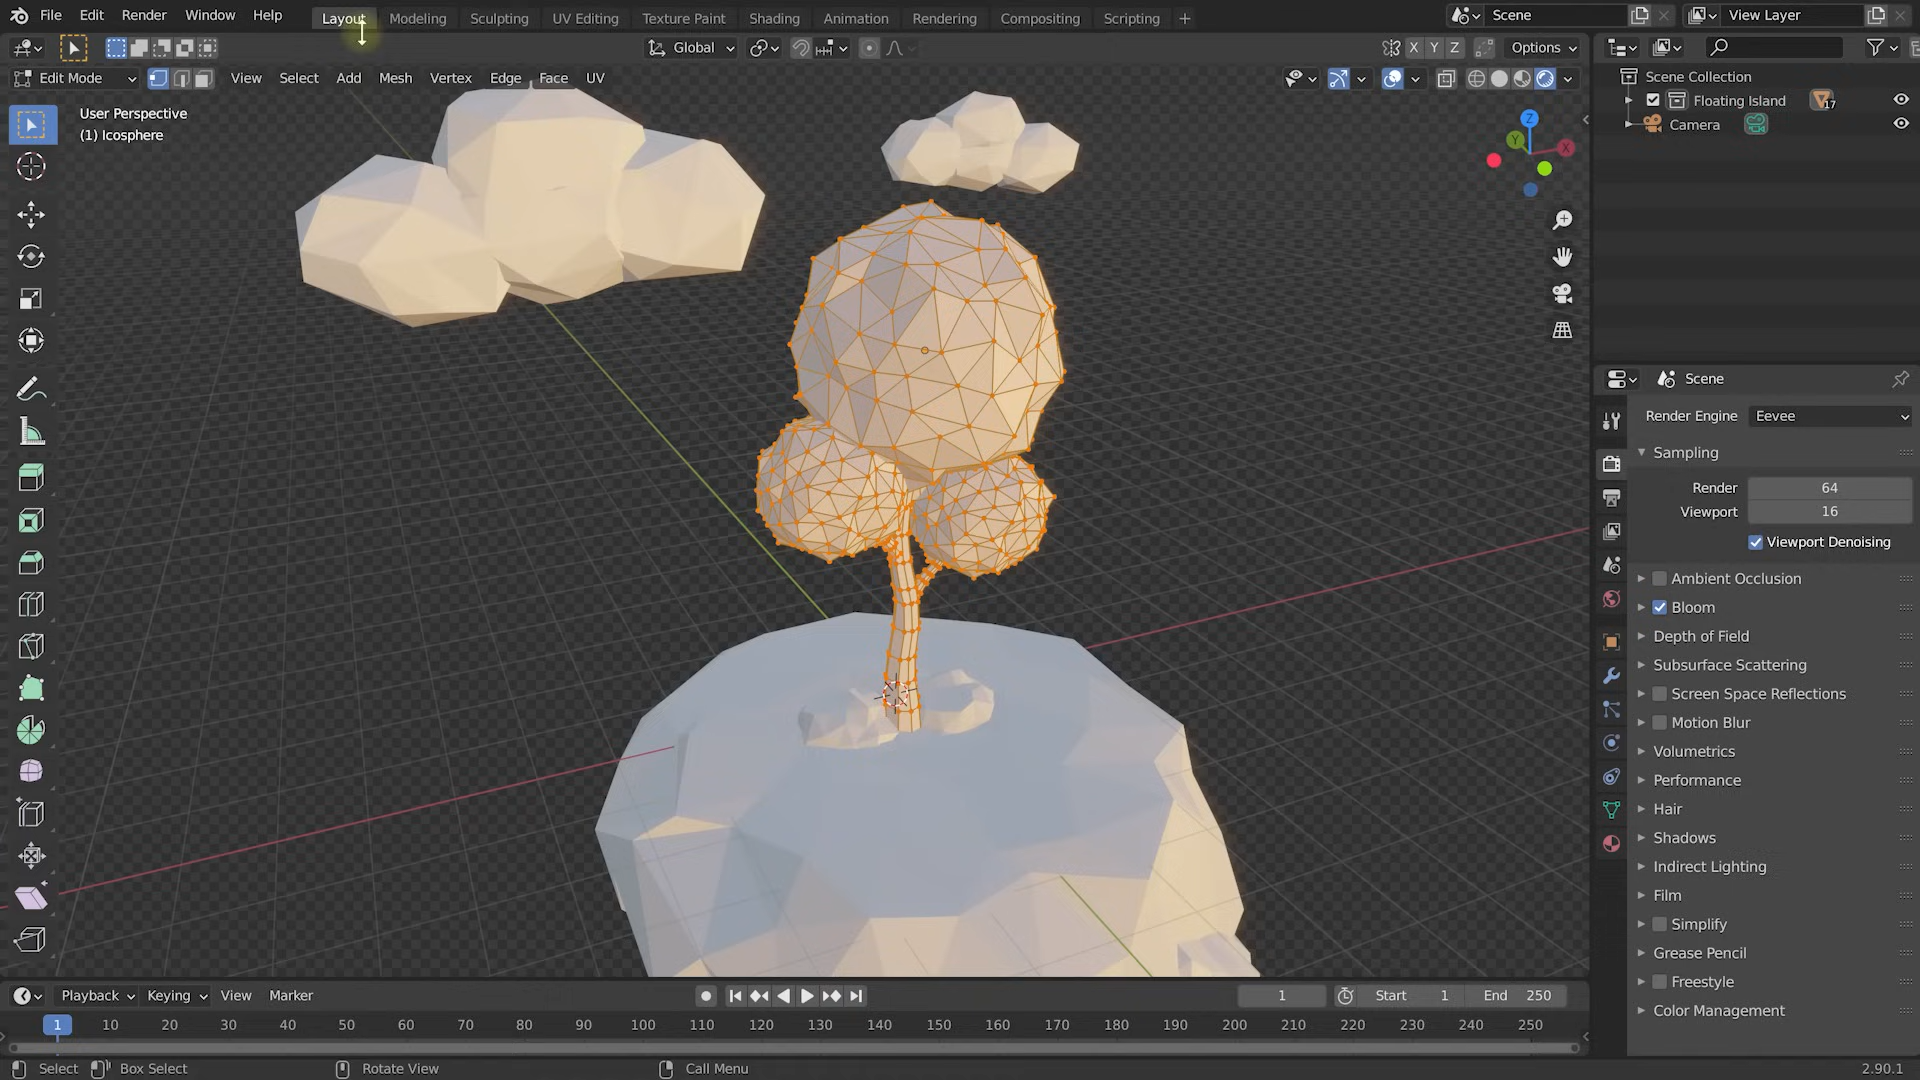 File Edit Render Window Help Layout Modeling Sculpting UV Editing Texture Paint Shading Animation Rendering Compositing Scripting + Scene View Layer
Global X Y Z Options
Edit Mode View Select Add Mesh Vertex Edge Face UV
Scene Collection
Floating Island 17
Camera
User Perspective
(1) Icosphere
Z
Y
X
Scene
Render Engine Eevee
Sampling
Render 64
Viewport 16
Viewport Denoising
Ambient Occlusion
Bloom
Depth of Field
Subsurface Scattering
Screen Space Reflections
Motion Blur
Volumetrics
Performance
Hair
Shadows
Indirect Lighting
Film
Simplify
Grease Pencil
Freestyle
Color Management
Playback Keying View Marker 1 Start 1 End 250
1 10 20 30 40 50 60 70 80 90 100 110 120 130 140 150 160 170 180 190 200 210 220 230 240 250
Select Box Select Rotate View Call Menu 2.90.1